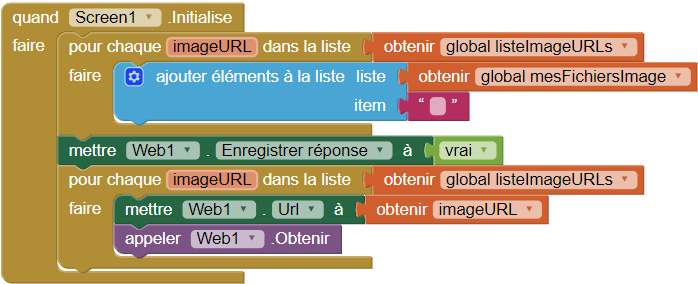 quand Screen1 .Initialise
faire pour chaque imageURL dans la liste obtenir global listeImageURLs
faire ajouter éléments à la liste liste obtenir global mesFichiersImage
item “ ”
mettre Web1 . Enregistrer réponse à vrai
pour chaque imageURL dans la liste obtenir global listeImageURLs
faire mettre Web1 . Url à obtenir imageURL
appeler Web1 .Obtenir